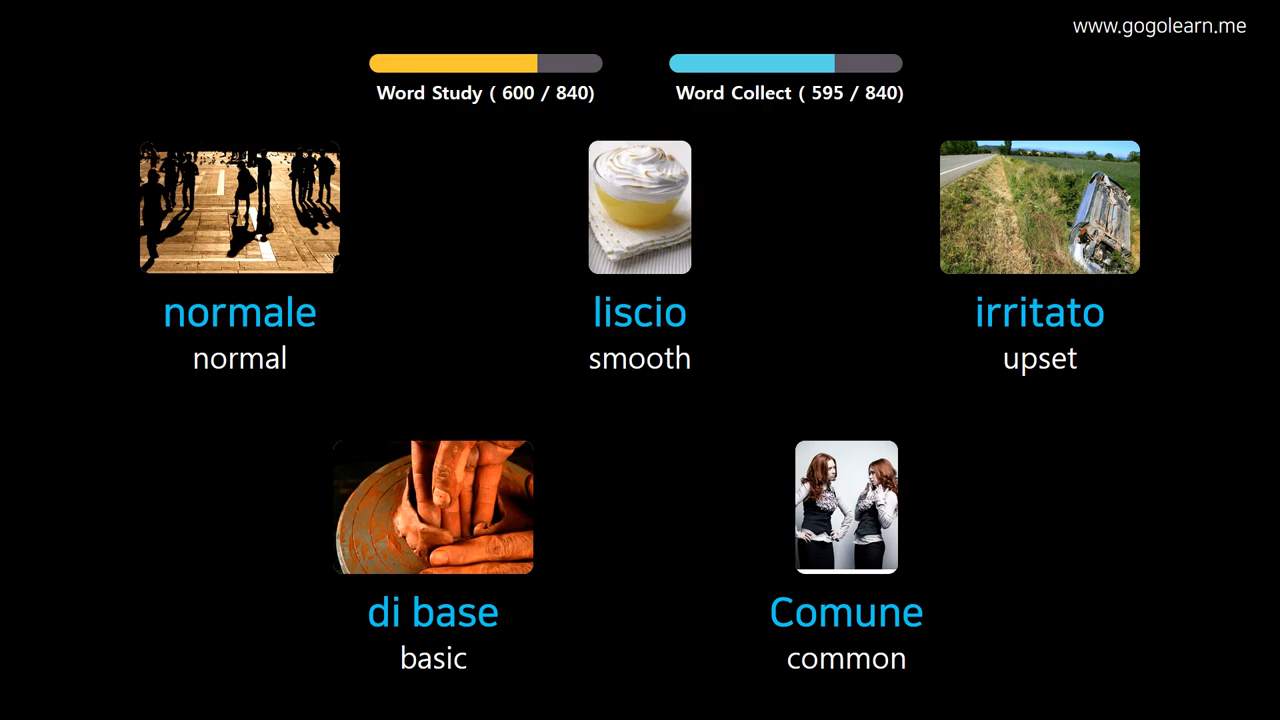 www.gogolearn.me
Word Study ( 600 / 840)
Word Collect ( 595 / 840)
normale
normal
liscio
smooth
irritato
upset
di base
basic
Comune
common